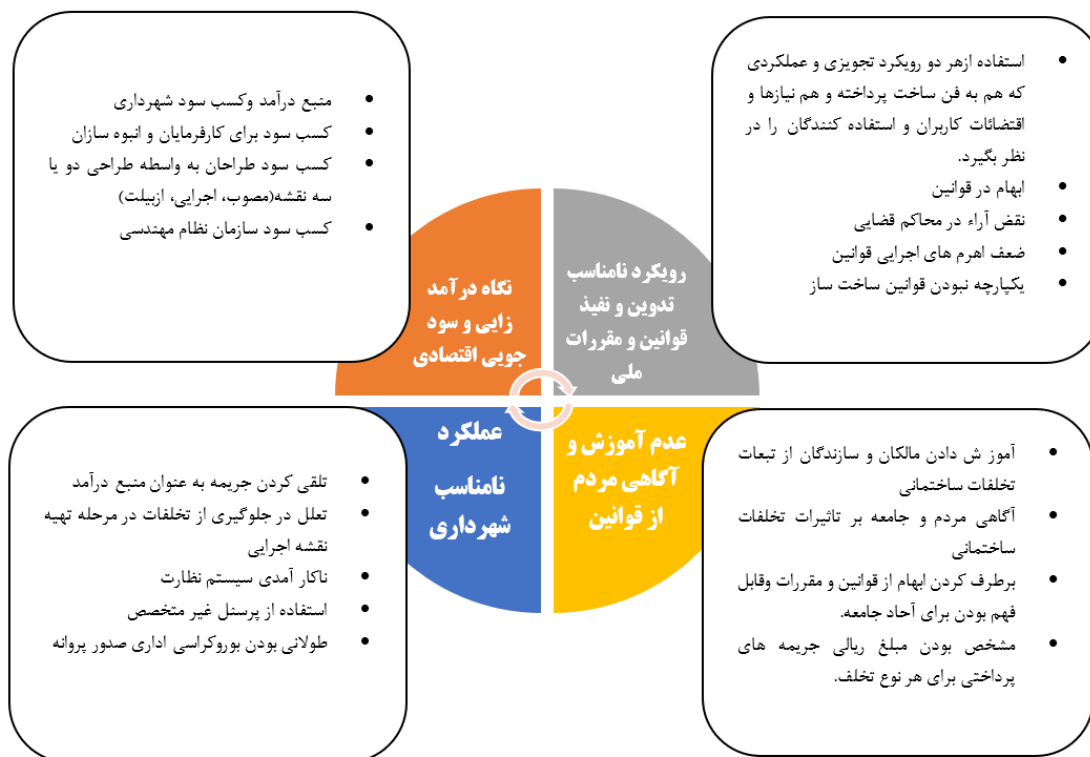 استفاده ازهر دو رویکرد تجویزی و عملکردی
که هم به فن ساخت پرداخته و هم نیازها و
اقتضائات کاربران و استفاده کنندگان را در
نظر بگیرد.
ابهام در قوانین
نقض آراء در محاکم قضایی
ضعف اهرم های اجرایی قوانین
یکپارچه نبودن قوانین ساخت ساز
رویکرد نامناسب
تدوین و نفیذ
قوانین و مقررات
ملی
منبع درآمد وکسب سود شهرداری
کسب سود برای کارفرمایان و انبوه سازان
کسب سود طراحان به واسطه طراحی دو یا
سه نقشه(مصوب، اجرایی، ازبیلت)
کسب سود سازمان نظام مهندسی
نگاه درآمد
زایی و سود
جویی اقتصادی
آموز ش دادن مالکان و سازندگان از تبعات
تخلفات ساختمانی
آگاهی مردم و جامعه بر تاثیرات تخلفات
ساختمانی
برطرف کردن ابهام از قوانین و مقررات وقابل
فهم بودن برای آحاد جامعه.
مشخص بودن مبلغ ریالی جریمه های
پرداختی برای هر نوع تخلف.
عدم آموزش و
آگاهی مردم
از قوانین
عملکرد
نامناسب
شهرداری
تلقی کردن جریمه به عنوان منبع درآمد
تعلل در جلوگیری از تخلفات در مرحله تهیه
نقشه اجرایی
ناکار آمدی سیستم نظارت
استفاده از پرسنل غیر متخصص
طولانی بودن بوروکراسی اداری صدور پروانه